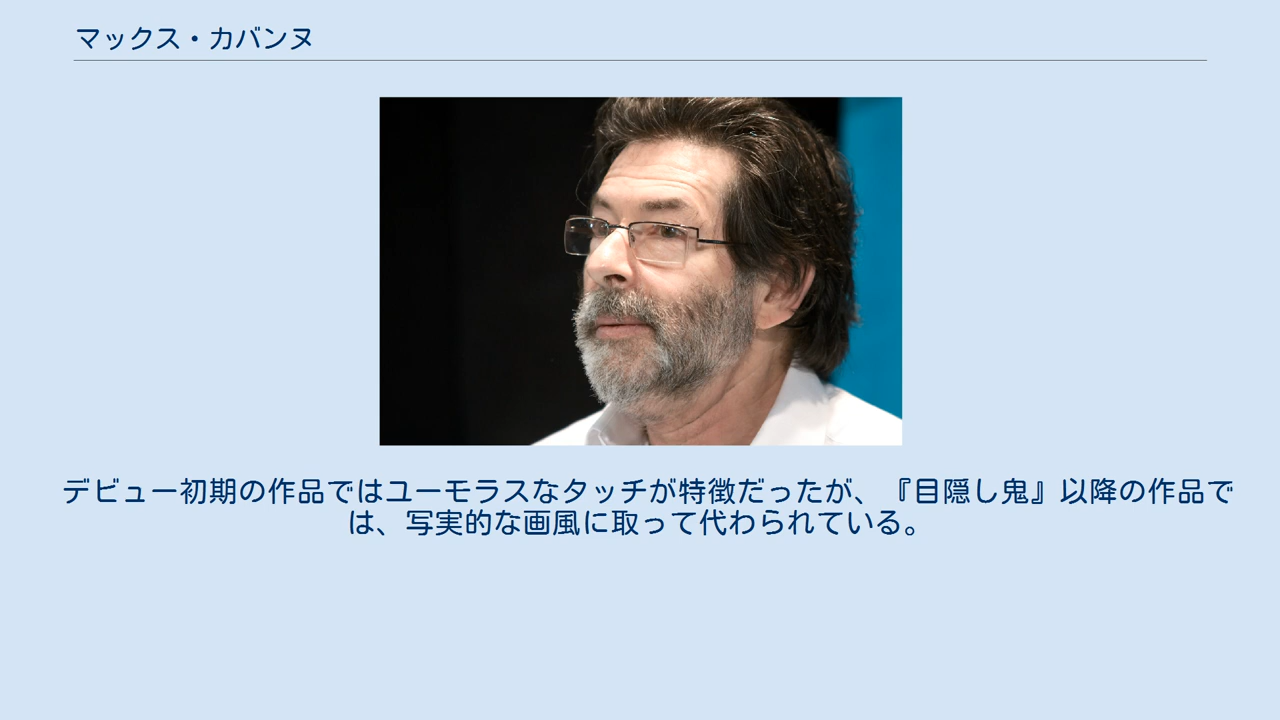 マックス・カバンヌ
デビュー初期の作品ではユーモラスなタッチが特徴だったが、『目隠し鬼』以降の作品で
は、写実的な画風に取って代わられている。